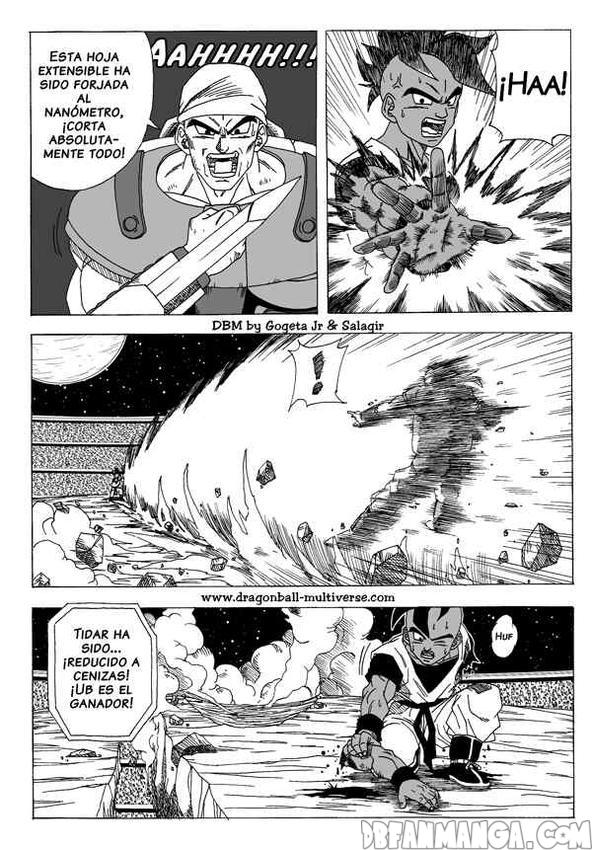 ESTA HOJA
EXTENSIBLE HA
SIDO FORJADA
AL
NANÓMETRO,
¡CORTA
ABSOLUTA-
MENTE TODO!
AAHHHH!!!
¡HAA!
DBM by Gogeta Jr & Salagir
!
www.dragonball-multiverse.com
TIDAR HA
SIDO...
¡REDUCIDO A
CENIZAS!
¡UB ES EL
GANADOR!
HUF
DBFANMANGA.COM